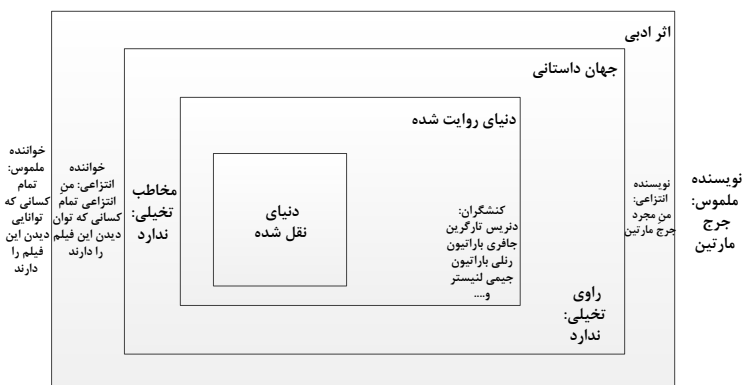 اثر ادبی
جهان داستانی
دنیای روایت شده
دنیای
نقل شده
کنشگران:
دنریس تارگرین
جافری باراتیون
رنلی باراتیون
جیمی لنیستر
و....
راوی
تخیلی:
ندارد
مخاطب
تخیلی:
ندارد
نویسنده
انتزاعی:
منِ مجرد
جرج مارتین
نویسنده
ملموس:
جرج
مارتین
خواننده
انتزاعی: منِ
انتزاعی تمام
کسانی که توان
دیدن این فیلم
را دارند
خواننده
ملموس:
تمام
کسانی که
توانایی
دیدن این
فیلم را
دارند